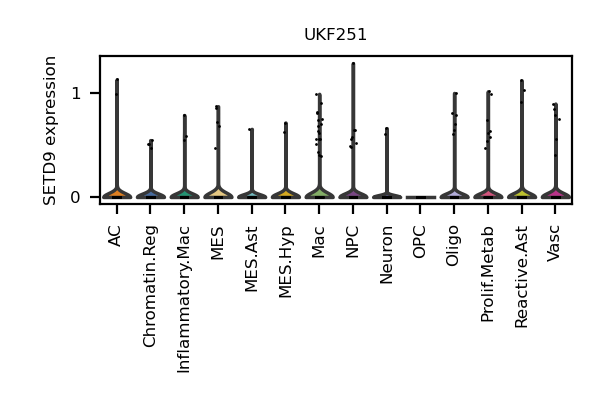 UKF251
SETD9 expression
1
0
AC
Chromatin.Reg
Inflammatory.Mac
MES
MES.Ast
MES.Hyp
Mac
NPC
Neuron
OPC
Oligo
Prolif.Metab
Reactive.Ast
Vasc